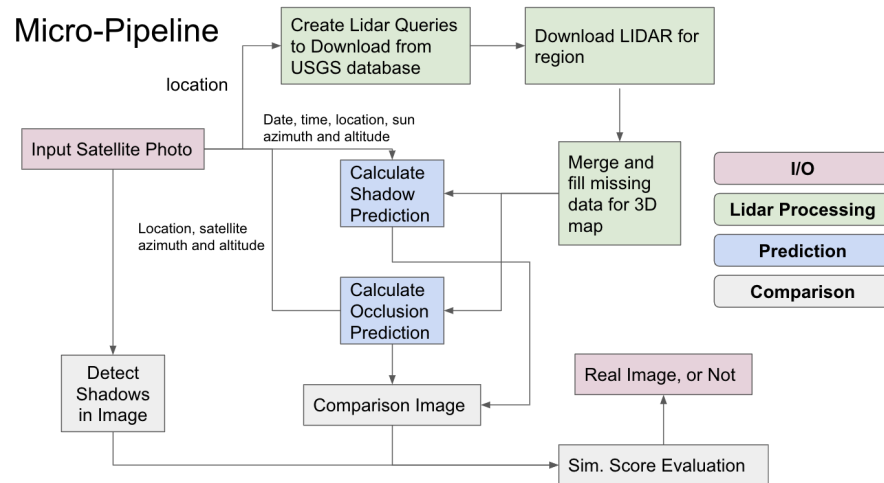 Micro-Pipeline
Create Lidar Queries
to Download from
USGS database
Download LIDAR for
region
location
Date, time, location, sun
azimuth and altitude
Input Satellite Photo
Calculate
Shadow
Prediction
Merge and
fill missing
data for 3D
map
I/O
Lidar Processing
Prediction
Comparison
Location, satellite
azimuth and altitude
Calculate
Occlusion
Prediction
Detect
Shadows
in Image
Comparison Image
Real Image, or Not
Sim. Score Evaluation